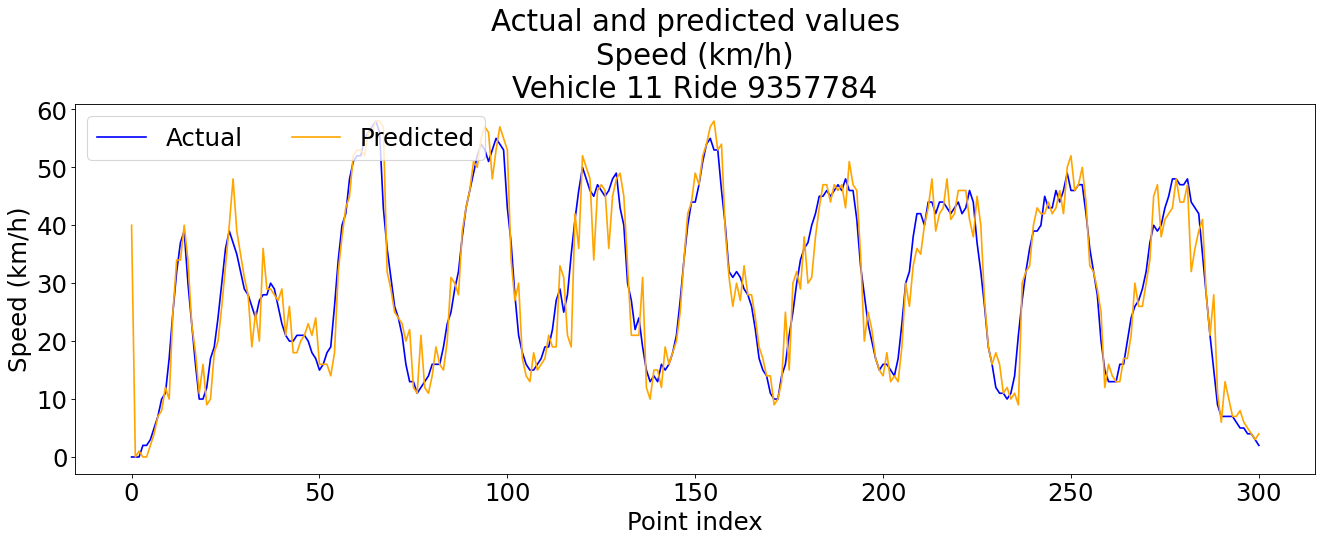 Actual and predicted values
Speed (km/h)
Vehicle 11 Ride 9357784
Actual Predicted
Speed (km/h)
60
50
40
30
20
10
0
0 50 100 150 200 250 300
Point index